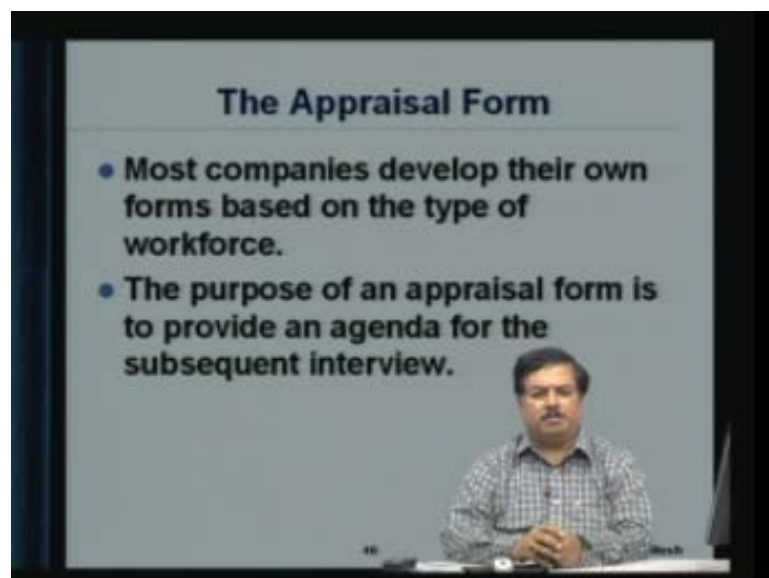 The Appraisal Form
• Most companies develop their own
forms based on the type of
workforce.
• The purpose of an appraisal form is
to provide an agenda for the
subsequent interview.